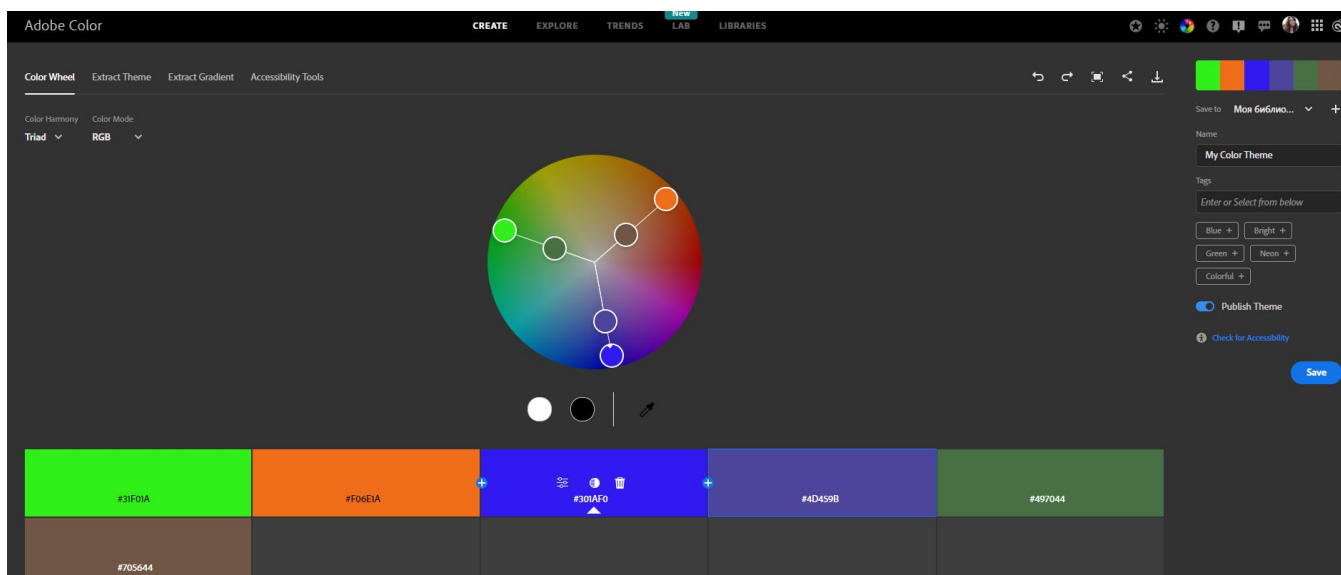 Adobe Color
CREATE EXPLORE TRENDS New LAB LIBRARIES
Color Wheel Extract Theme Extract Gradient Accessibility Tools
Color Harmony Color Mode
Triad RGB
Save to Моя библио...
Name
My Color Theme
Tags
Enter or Select from below
Blue + Bright +
Green + Neon +
Colorful +
Publish Theme
Check for Accessibility
Save
#31F01A #F06E1A #301AF0 #4D459B #497044
#705644